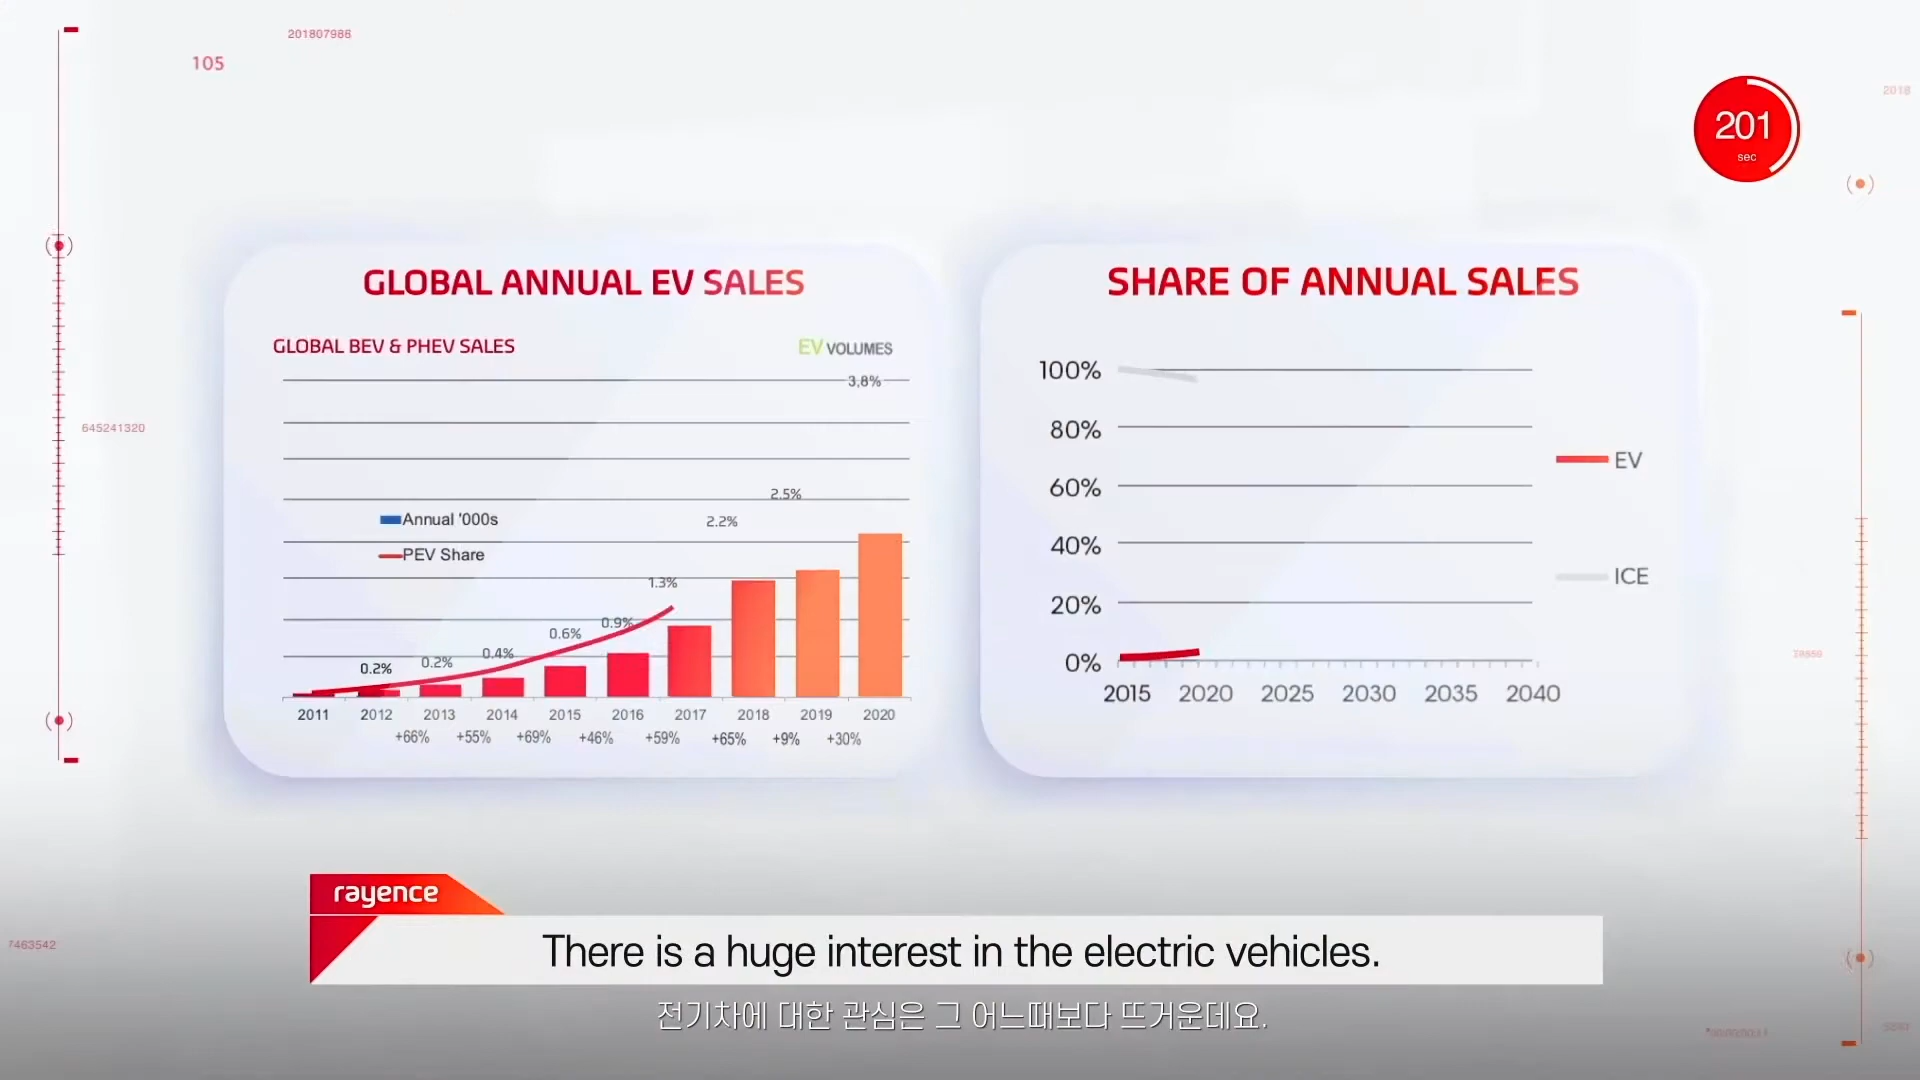 201807986
105
201
sec
2018
GLOBAL ANNUAL EV SALES
GLOBAL BEV & PHEV SALES
EV VOLUMES
3,8%
2.5%
2.2%
1.3%
0.9%
0.6%
0.4%
0.2%
0.2%
Annual '000s
PEV Share
2011 2012 2013 2014 2015 2016 2017 2018 2019 2020
+66% +55% +69% +46% +59% +65% +9% +30%
SHARE OF ANNUAL SALES
100%
80%
60%
40%
20%
0%
2015 2020 2025 2030 2035 2040
EV
ICE
645241320
7463542
rayence
There is a huge interest in the electric vehicles.
전기차에 대한 관심은 그 어느때보다 뜨거운데요.